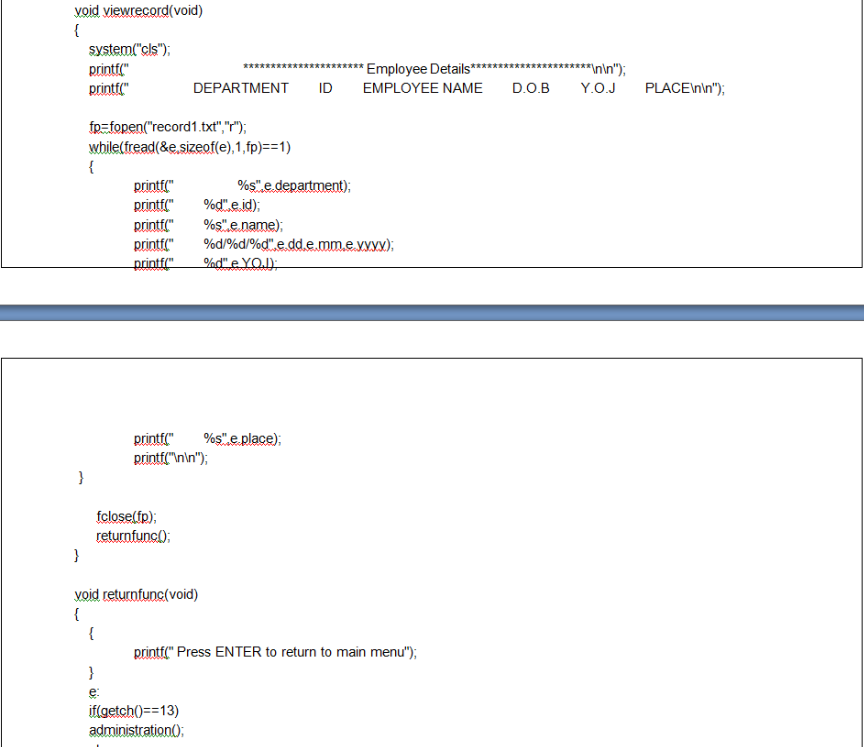 void viewrecord(void)
{
system("cls");
printf(" ********************** Employee Details**********************\n\n");
printf(" DEPARTMENT ID EMPLOYEE NAME D.O.B Y.O.J PLACE\n\n");
fp=fopen("record1.txt","r");
while(fread(&e,sizeof(e),1,fp)==1)
{
printf(" %s",e.department);
printf(" %d",e.id);
printf(" %s",e.name);
printf(" %d/%d/%d",e.dd,e.mm,e.yyyy);
printf(" %d",e.YOJ);
printf(" %s",e.place);
printf("\n\n");
}
fclose(fp);
returnfunc();
}
void returnfunc(void)
{
{
printf(" Press ENTER to return to main menu");
}
e:
if(getch()==13)
administration();